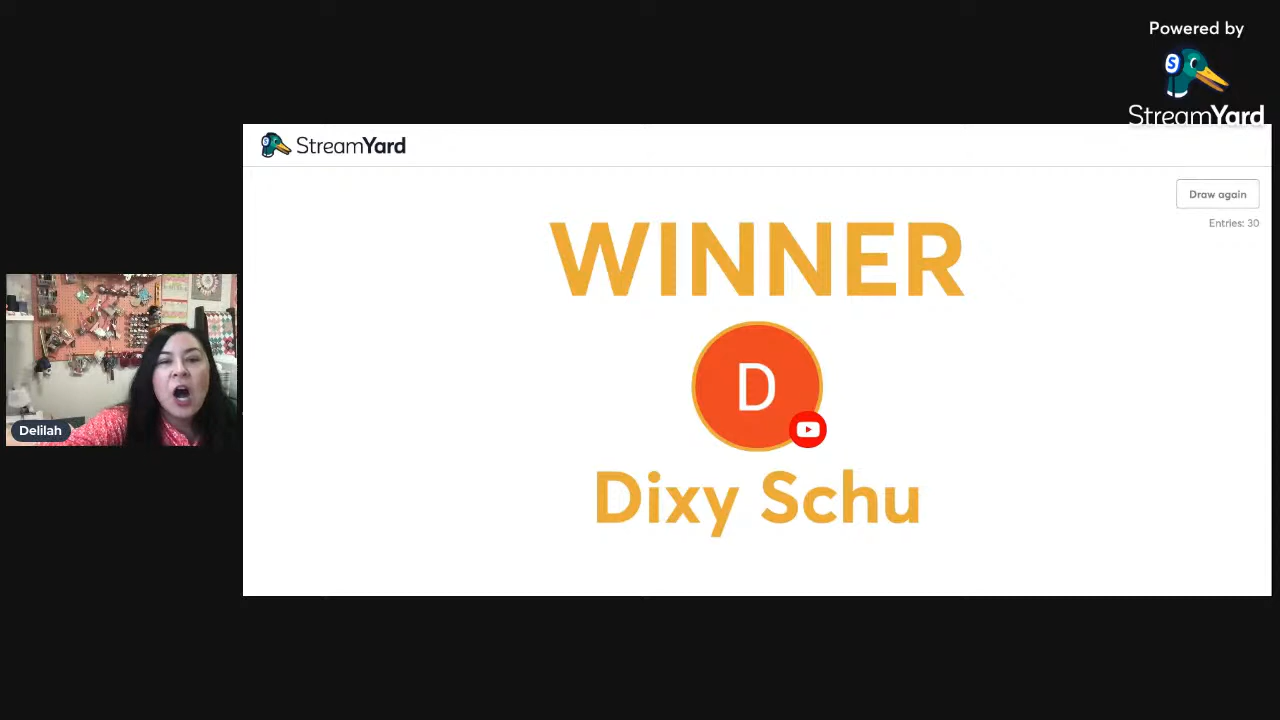 Powered by
StreamYard
StreamYard
Draw again
Entries: 30
WINNER
D
Dixy Schu
Delilah